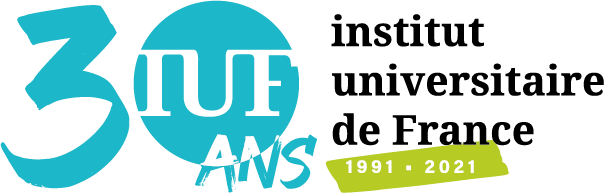 30
IUF
ANS
institut
universitaire
de France
1991 ▪ 2021